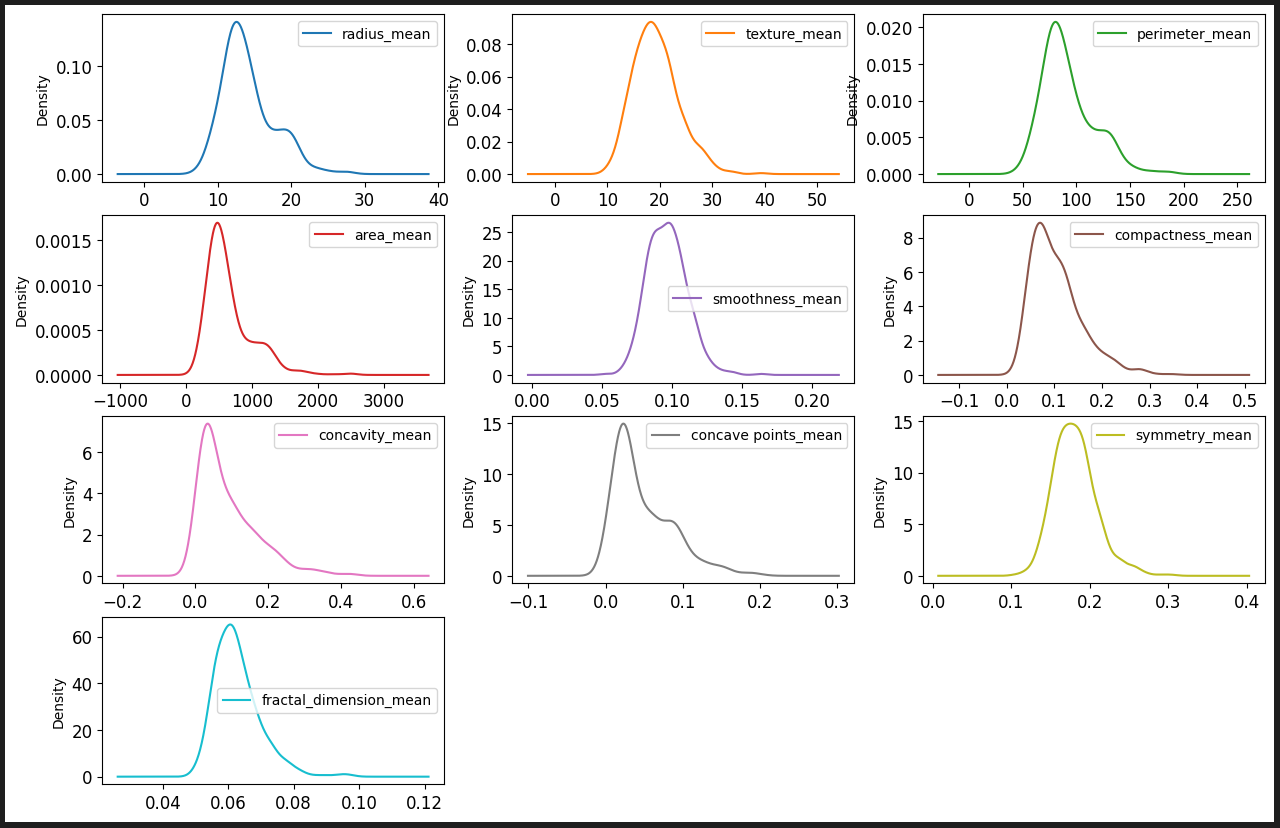 radius_mean
Density
0.10
0.05
0.00
0 10 20 30 40
texture_mean
Density
0.08
0.06
0.04
0.02
0.00
0 10 20 30 40 50
perimeter_mean
Density
0.020
0.015
0.010
0.005
0.000
0 50 100 150 200 250
area_mean
Density
0.0015
0.0010
0.0005
0.0000
−1000 0 1000 2000 3000
smoothness_mean
Density
25
20
15
10
5
0
0.00 0.05 0.10 0.15 0.20
compactness_mean
Density
8
6
4
2
0
−0.1 0.0 0.1 0.2 0.3 0.4 0.5
concavity_mean
Density
6
4
2
0
−0.2 0.0 0.2 0.4 0.6
concave points_mean
Density
15
10
5
0
−0.1 0.0 0.1 0.2 0.3
symmetry_mean
Density
15
10
5
0
0.0 0.1 0.2 0.3 0.4
fractal_dimension_mean
Density
60
40
20
0
0.04 0.06 0.08 0.10 0.12